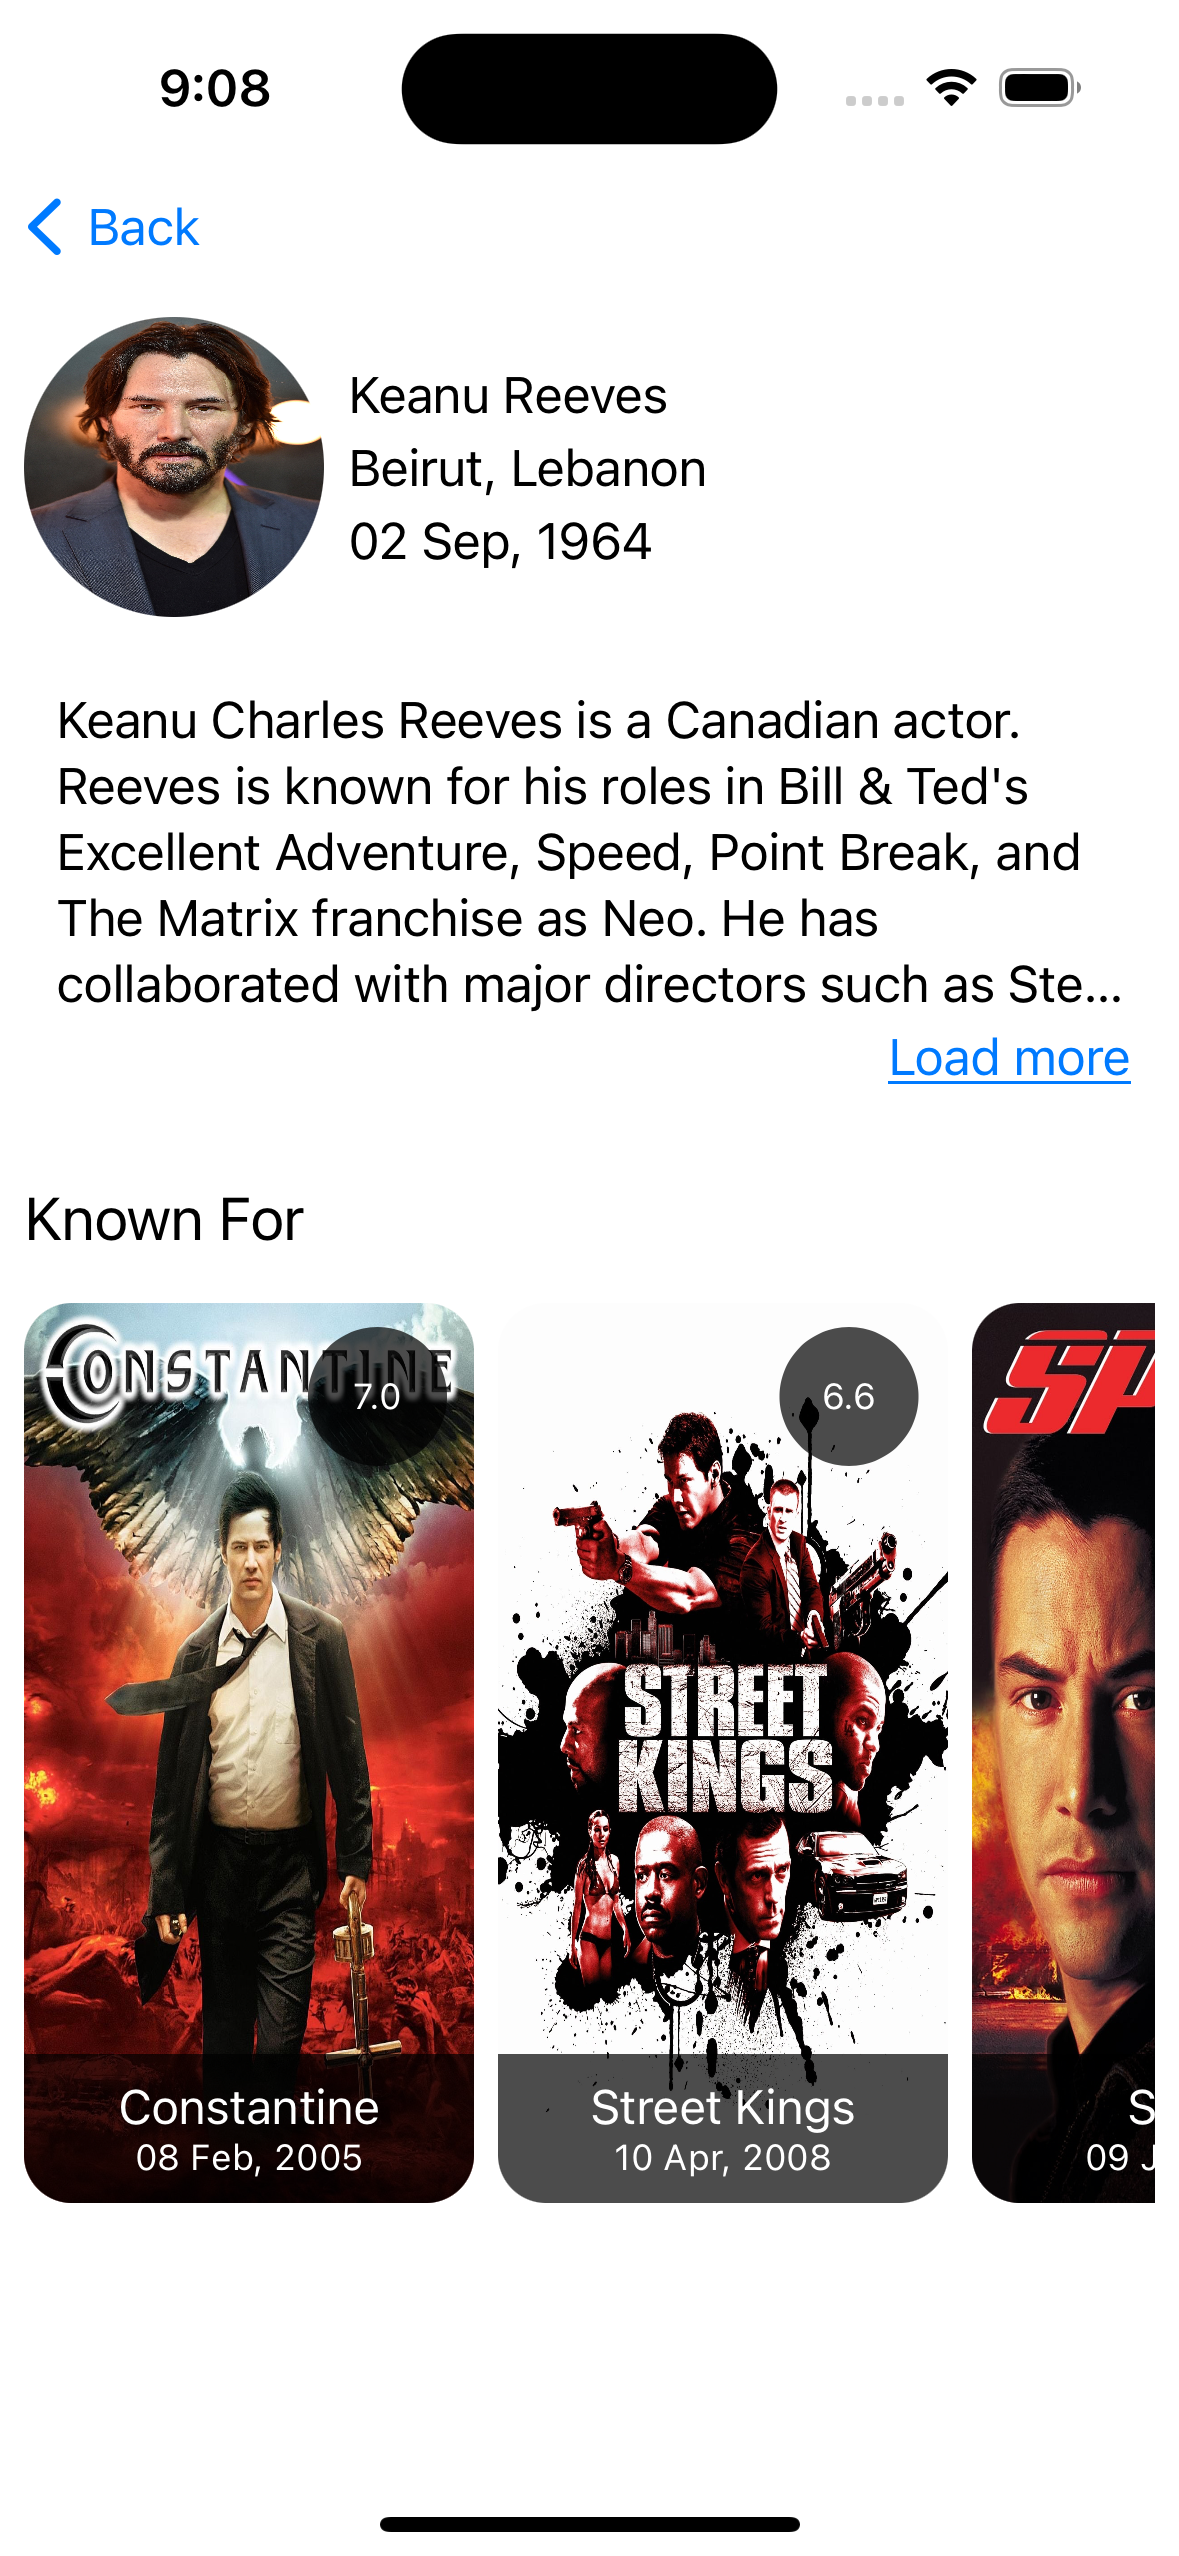 9:08
Back
Keanu Reeves
Beirut, Lebanon
02 Sep, 1964
Keanu Charles Reeves is a Canadian actor.
Reeves is known for his roles in Bill & Ted's
Excellent Adventure, Speed, Point Break, and
The Matrix franchise as Neo. He has
collaborated with major directors such as Ste...
Load more
Known For
CONSTANTINE
7.0
Constantine
08 Feb, 2005
6.6
STREET
KINGS
Street Kings
10 Apr, 2008
SP
S
09 J